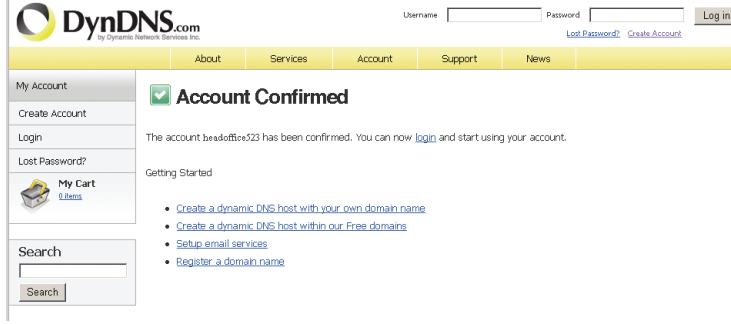 DynDNS.com
by Dynamic Network Services Inc.
Username
Password
Log in
Lost Password? Create Account
About Services Account Support News
My Account
Create Account
Login
Lost Password?
My Cart
0 items
Search
Search
Account Confirmed
The account headoffice523 has been confirmed. You can now login and start using your account.
Getting Started
Create a dynamic DNS host with your own domain name
Create a dynamic DNS host within our Free domains
Setup email services
Register a domain name